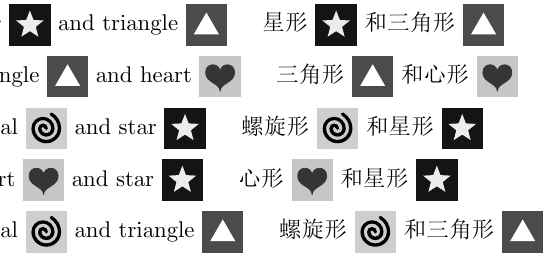 and triangle 星形 和三角形
and heart 三角形 和心形
and star 螺旋形 和星形
and star 心形 和星形
and triangle 螺旋形 和三角形